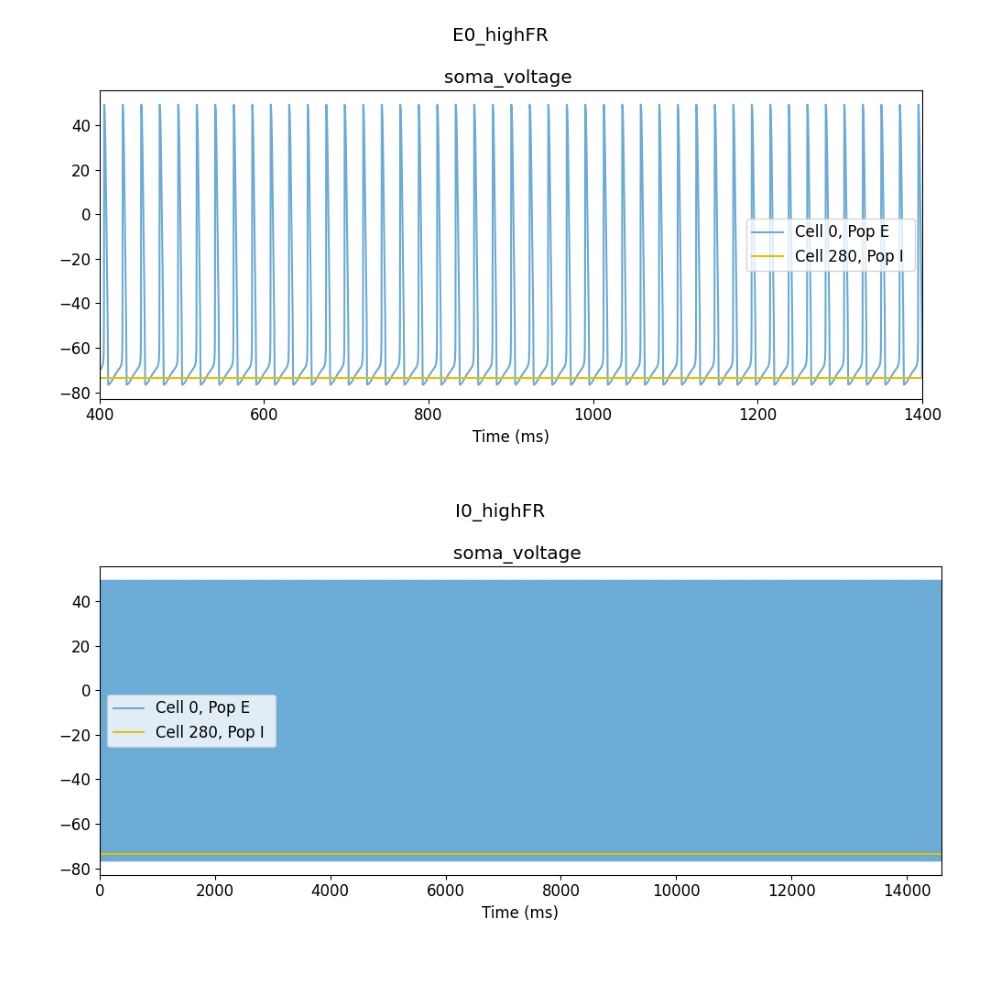 E0_highFR
soma_voltage
40
20
0
−20
−40
−60
−80
Cell 0, Pop E
Cell 280, Pop I
400 600 800 1000 1200 1400
Time (ms)
I0_highFR
soma_voltage
40
20
0
−20
−40
−60
−80
Cell 0, Pop E
Cell 280, Pop I
0 2000 4000 6000 8000 10000 12000 14000
Time (ms)